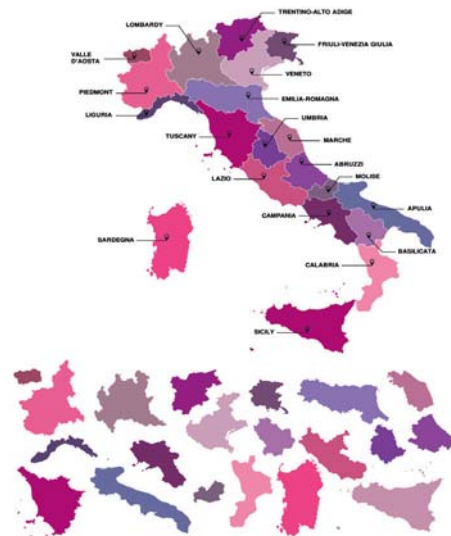 TRENTINO-ALTO ADIGE
LOMBARDY
FRIULI-VENEZIA GIULIA
VALLE
D'AOSTA
VENETO
PIEDMONT
EMILIA-ROMAGNA
LIGURIA
UMBRIA
TUSCANY
MARCHE
ABRUZZI
LAZIO
MOLISE
APULIA
CAMPANIA
SARDEGNA
BASILICATA
CALABRIA
SICILY